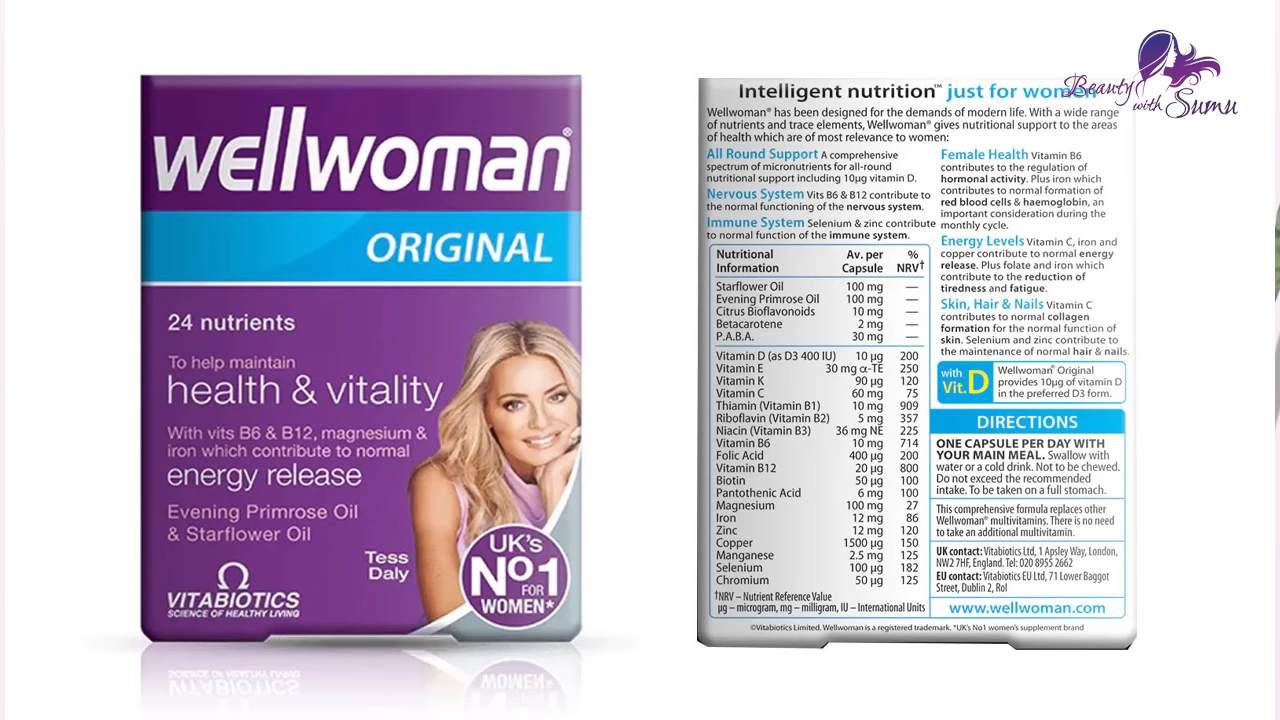 wellwoman®
ORIGINAL
24 nutrients
To help maintain
health & vitality
With vits B6 & B12, magnesium &
iron which contribute to normal
energy release
Evening Primrose Oil
& Starflower Oil
Tess
Daly
UK's
No1
FOR
WOMEN*
VITABIOTICS
SCIENCE OF HEALTHY LIVING
Beauty
with Sumu
Intelligent nutrition™ just for women
Wellwoman® has been designed for the demands of modern life. With a wide range
of nutrients and trace elements, Wellwoman® gives nutritional support to the areas
of health which are of most relevance to women:
All Round Support A comprehensive
spectrum of micronutrients for all-round
nutritional support including 10µg vitamin D.
Nervous System Vits B6 & B12 contribute to
the normal functioning of the nervous system.
Immune System Selenium & zinc contribute
to normal function of the immune system.
Nutritional Information Av. per Capsule % NRV†
Starflower Oil 100 mg —
Evening Primrose Oil 100 mg —
Citrus Bioflavonoids 10 mg —
Betacarotene 2 mg —
P.A.B.A. 30 mg —
Vitamin D (as D3 400 IU) 10 µg 200
Vitamin E 30 mg α-TE 250
Vitamin K 90 µg 120
Vitamin C 60 mg 75
Thiamin (Vitamin B1) 10 mg 909
Riboflavin (Vitamin B2) 5 mg 357
Niacin (Vitamin B3) 36 mg NE 225
Vitamin B6 10 mg 714
Folic Acid 400 µg 200
Vitamin B12 20 µg 800
Biotin 50 µg 100
Pantothenic Acid 6 mg 100
Magnesium 100 mg 27
Iron 12 mg 86
Zinc 12 mg 120
Copper 1500 µg 150
Manganese 2.5 mg 125
Selenium 100 µg 182
Chromium 50 µg 125
†NRV – Nutrient Reference Value
µg – microgram, mg – milligram, IU – International Units
Female Health Vitamin B6
contributes to the regulation of
hormonal activity. Plus iron which
contributes to normal formation of
red blood cells & haemoglobin, an
important consideration during the
monthly cycle.
Energy Levels Vitamin C, iron and
copper contribute to normal energy
release. Plus folate and iron which
contribute to the reduction of
tiredness and fatigue.
Skin, Hair & Nails Vitamin C
contributes to normal collagen
formation for the normal function of
skin. Selenium and zinc contribute to
the maintenance of normal hair & nails.
with
Vit.D
Wellwoman® Original
provides 10µg of vitamin D
in the preferred D3 form.
DIRECTIONS
ONE CAPSULE PER DAY WITH
YOUR MAIN MEAL. Swallow with
water or a cold drink. Not to be chewed.
Do not exceed the recommended
intake. To be taken on a full stomach.
This comprehensive formula replaces other
Wellwoman® multivitamins. There is no need
to take an additional multivitamin.
UK contact: Vitabiotics Ltd, 1 Apsley Way, London,
NW2 7HF, England. Tel: 020 8955 2662
EU contact: Vitabiotics EU Ltd, 71 Lower Baggot
Street, Dublin 2, RoI
www.wellwoman.com
©Vitabiotics Limited. Wellwoman is a registered trademark. *UK's No1 women's supplement brand
VITABIOTICS
WOMEN*